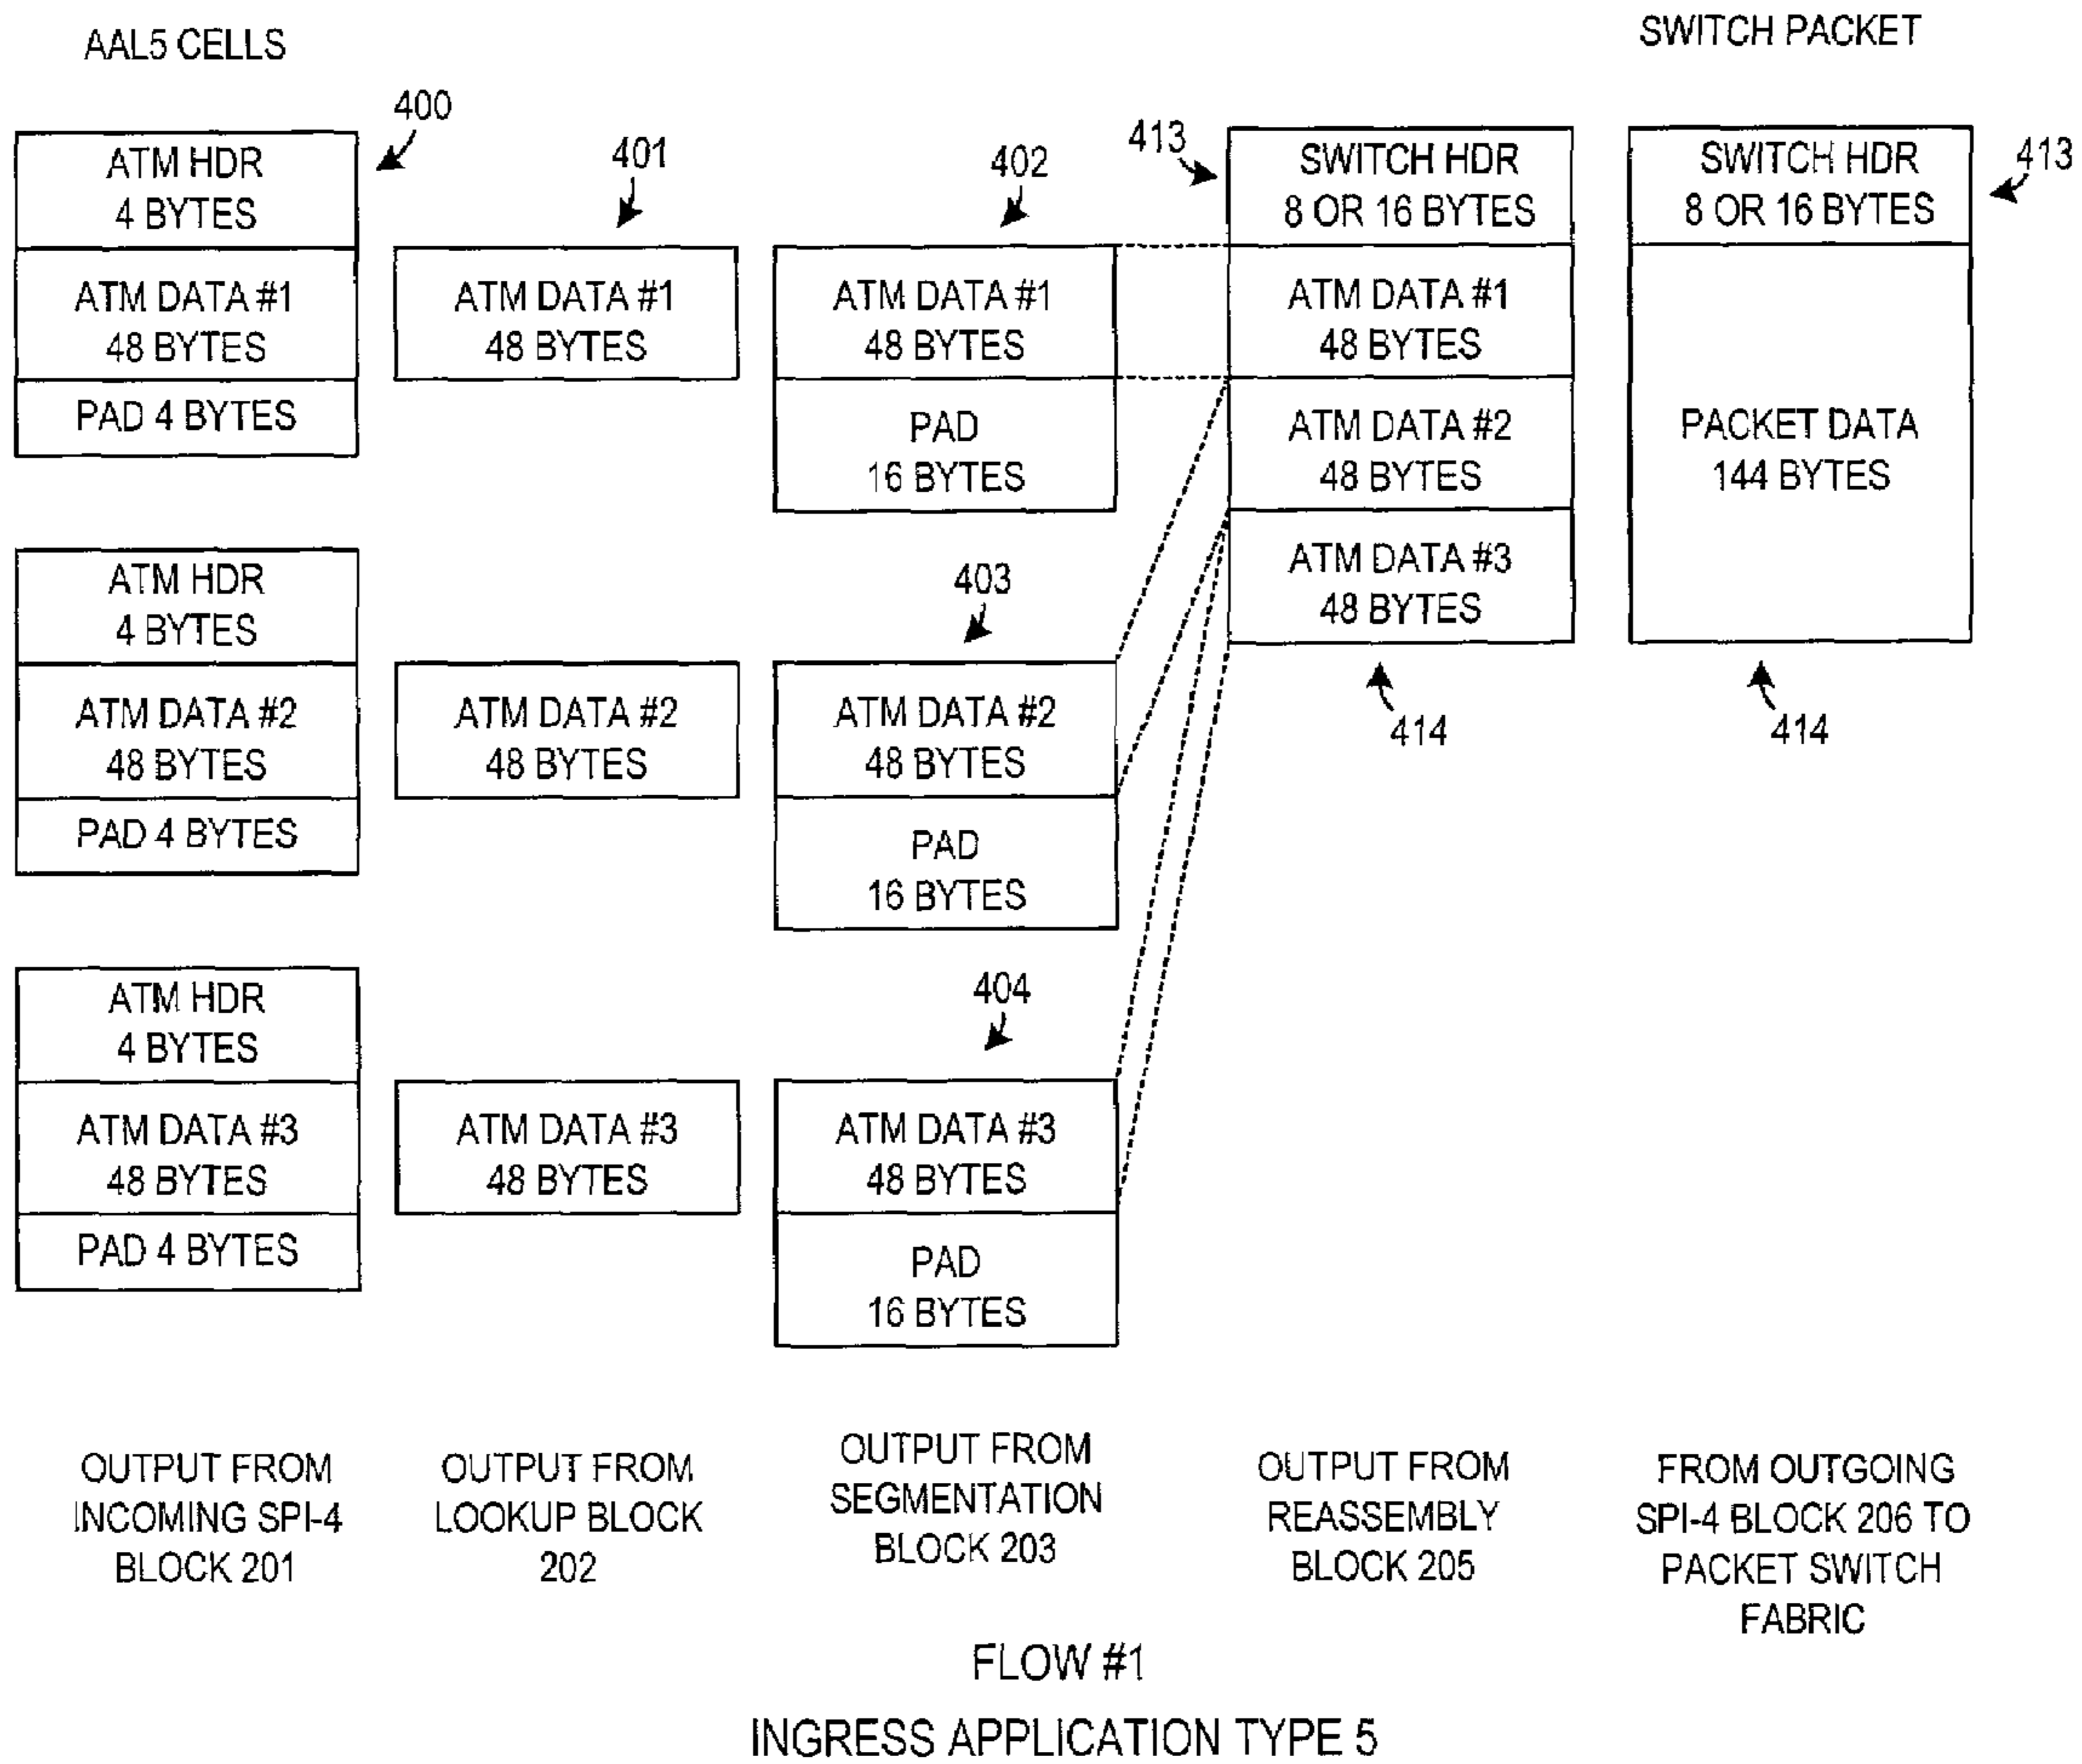 AAL5 CELLS
SWITCH PACKET
400
ATM HDR
4 BYTES
ATM DATA #1
48 BYTES
PAD 4 BYTES
401
ATM DATA #1
48 BYTES
402
ATM DATA #1
48 BYTES
PAD
16 BYTES
413
SWITCH HDR
8 OR 16 BYTES
ATM DATA #1
48 BYTES
ATM DATA #2
48 BYTES
ATM DATA #3
48 BYTES
414
SWITCH HDR
8 OR 16 BYTES
413
PACKET DATA
144 BYTES
414
ATM HDR
4 BYTES
ATM DATA #2
48 BYTES
PAD 4 BYTES
ATM DATA #2
48 BYTES
403
ATM DATA #2
48 BYTES
PAD
16 BYTES
ATM HDR
4 BYTES
ATM DATA #3
48 BYTES
PAD 4 BYTES
ATM DATA #3
48 BYTES
404
ATM DATA #3
48 BYTES
PAD
16 BYTES
OUTPUT FROM
INCOMING SPI-4
BLOCK 201
OUTPUT FROM
LOOKUP BLOCK
202
OUTPUT FROM
SEGMENTATION
BLOCK 203
OUTPUT FROM
REASSEMBLY
BLOCK 205
FROM OUTGOING
SPI-4 BLOCK 206 TO
PACKET SWITCH
FABRIC
FLOW #1
INGRESS APPLICATION TYPE 5